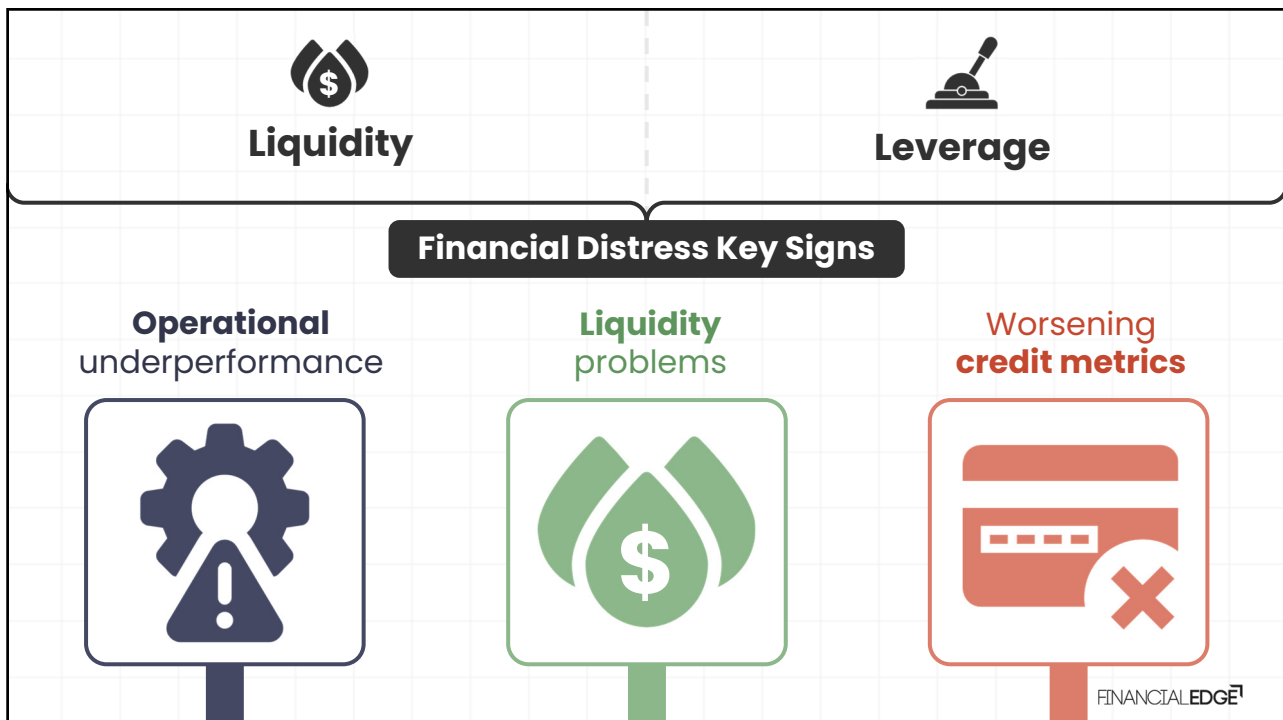 $
Liquidity
Leverage
Financial Distress Key Signs
Operational
underperformance
Liquidity
problems
Worsening
credit metrics
$
FINANCIALEDGE